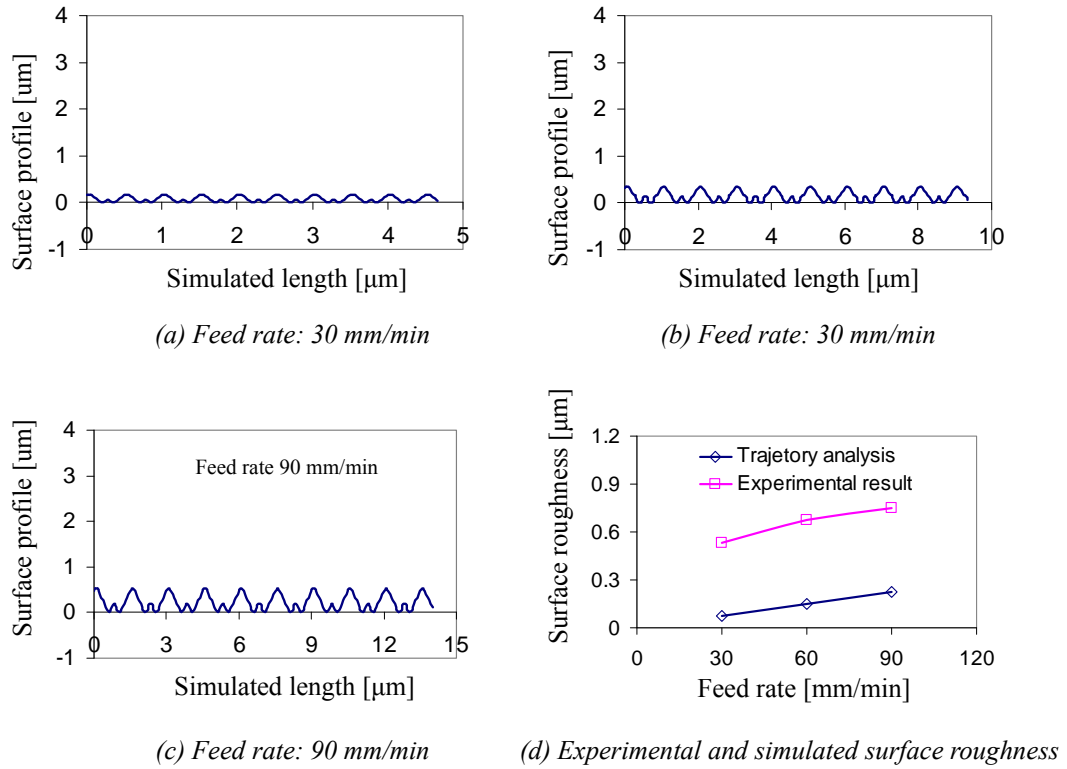 4
3
2
1
0
-1
Surface profile [um]
0 1 2 3 4 5
Simulated length [μm]
(a) Feed rate: 30 mm/min
4
3
2
1
0
-1
Surface profile [um]
0 2 4 6 8 10
Simulated length [μm]
(b) Feed rate: 30 mm/min
4
3
2
1
0
-1
Surface profile [um]
Feed rate 90 mm/min
0 3 6 9 12 15
Simulated length [μm]
(c) Feed rate: 90 mm/min
1.2
0.9
0.6
0.3
0
Surface roughness [μm]
Trajetory analysis
Experimental result
0 30 60 90 120
Feed rate [mm/min]
(d) Experimental and simulated surface roughness